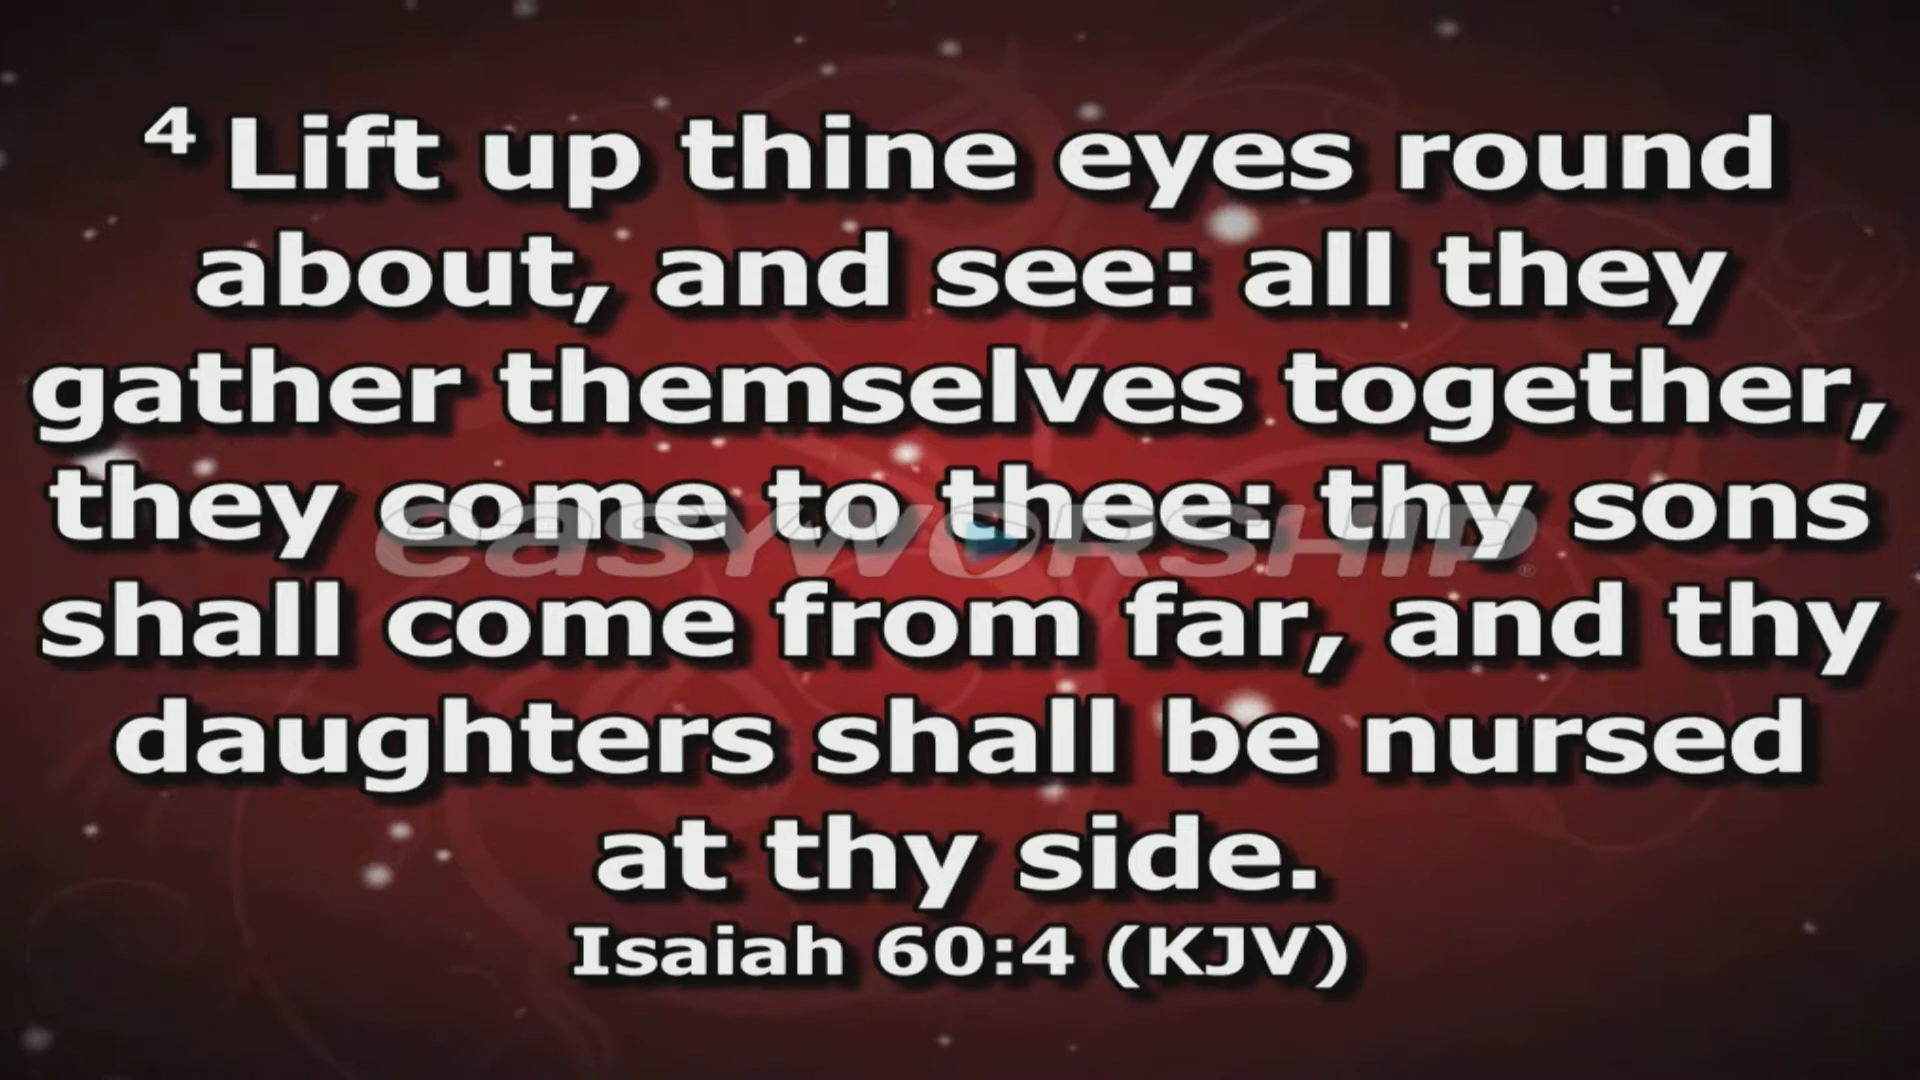 4 Lift up thine eyes round
about, and see: all they
gather themselves together,
they come to thee: thy sons
easyworship®
shall come from far, and thy
daughters shall be nursed
at thy side.
Isaiah 60:4 (KJV)